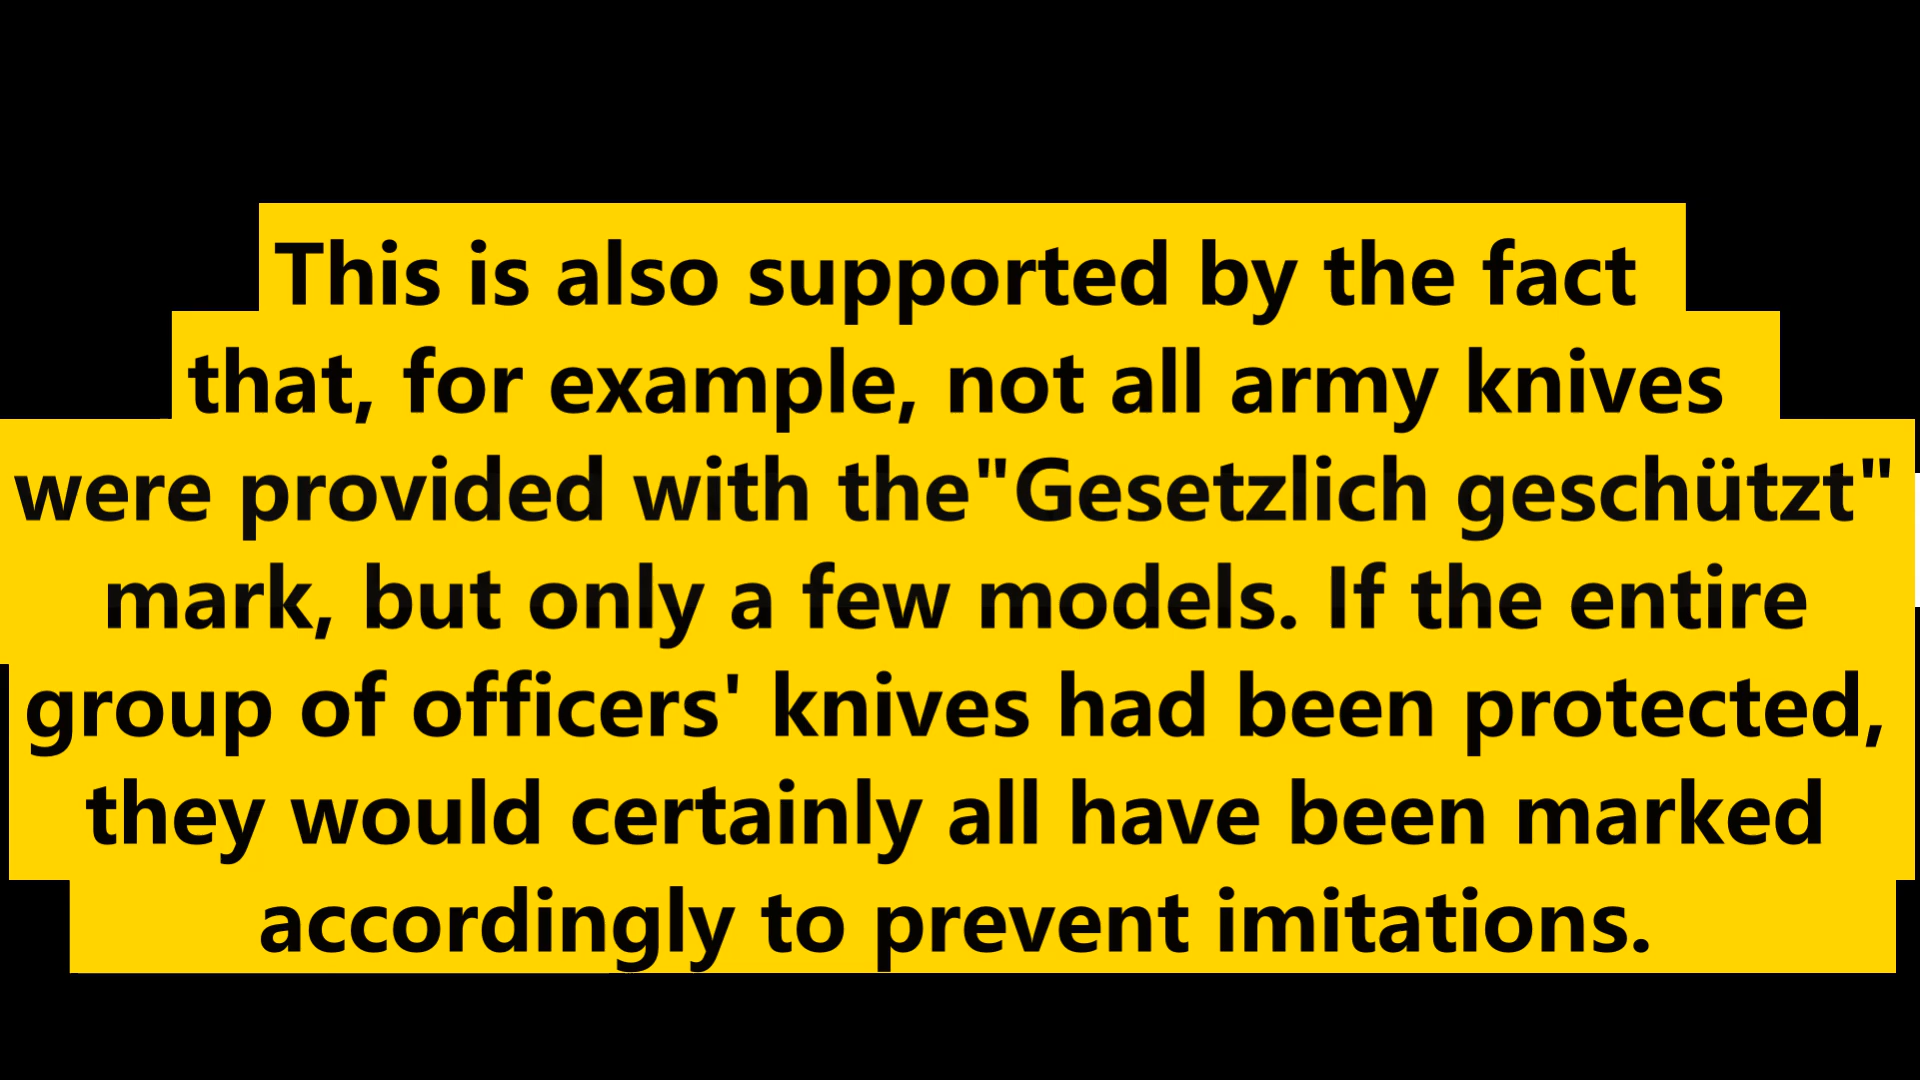 This is also supported by the fact
that, for example, not all army knives
were provided with the"Gesetzlich geschützt"
mark, but only a few models. If the entire
group of officers' knives had been protected,
they would certainly all have been marked
accordingly to prevent imitations.